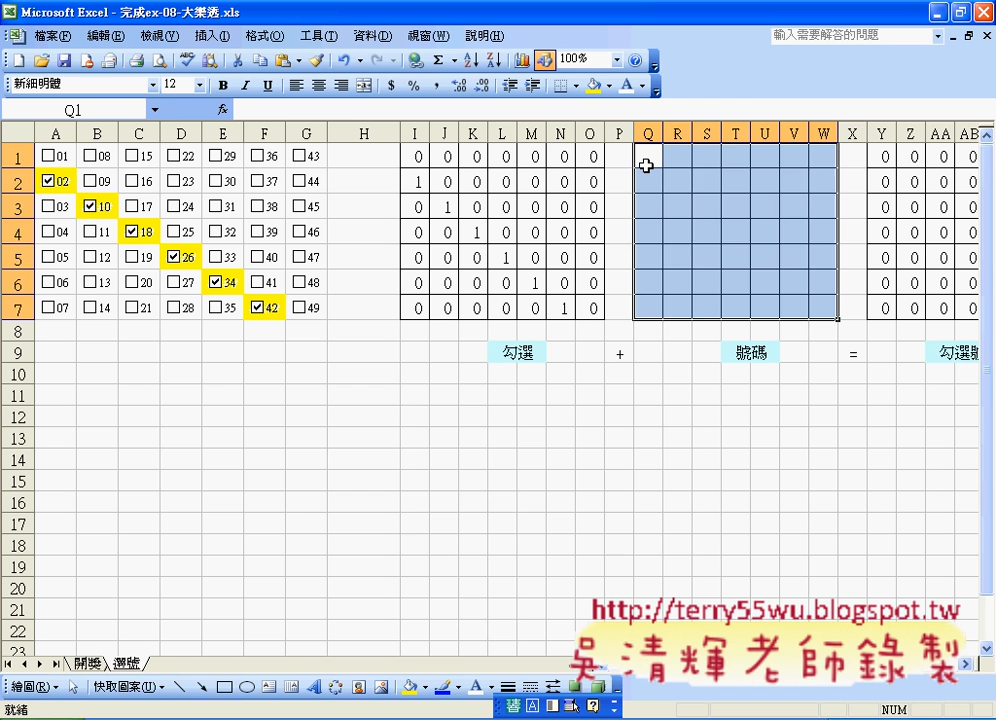 Microsoft Excel - 完成ex-08-大樂透.xls
檔案(F) 編輯(E) 檢視(V) 插入(I) 格式(O) 工具(T) 資料(D) 視窗(W) 說明(H) 輸入需要解答的問題
100%
新細明體 12 B I U $ % ,
Q1 fx
A B C D E F G H I J K L M N O P Q R S T U V W X Y Z AA AB
1 01 08 15 22 29 36 43 0 0 0 0 0 0 0 0 0 0 0
2 02 09 16 23 30 37 44 1 0 0 0 0 0 0 0 0 0 0
3 03 10 17 24 31 38 45 0 1 0 0 0 0 0 0 0 0 0
4 04 11 18 25 32 39 46 0 0 1 0 0 0 0 0 0 0 0
5 05 12 19 26 33 40 47 0 0 0 1 0 0 0 0 0 0 0
6 06 13 20 27 34 41 48 0 0 0 0 1 0 0 0 0 0 0
7 07 14 21 28 35 42 49 0 0 0 0 0 1 0 0 0 0 0
8
9 勾選 + 號碼 = 勾選
10
11
12
13
14
15
16
17
18
19
20
21
22
23
http://terry55wu.blogspot.tw
吳清輝老師錄製
開獎 選號
繪圖(R) 快取圖案(U)
就緒 NUM